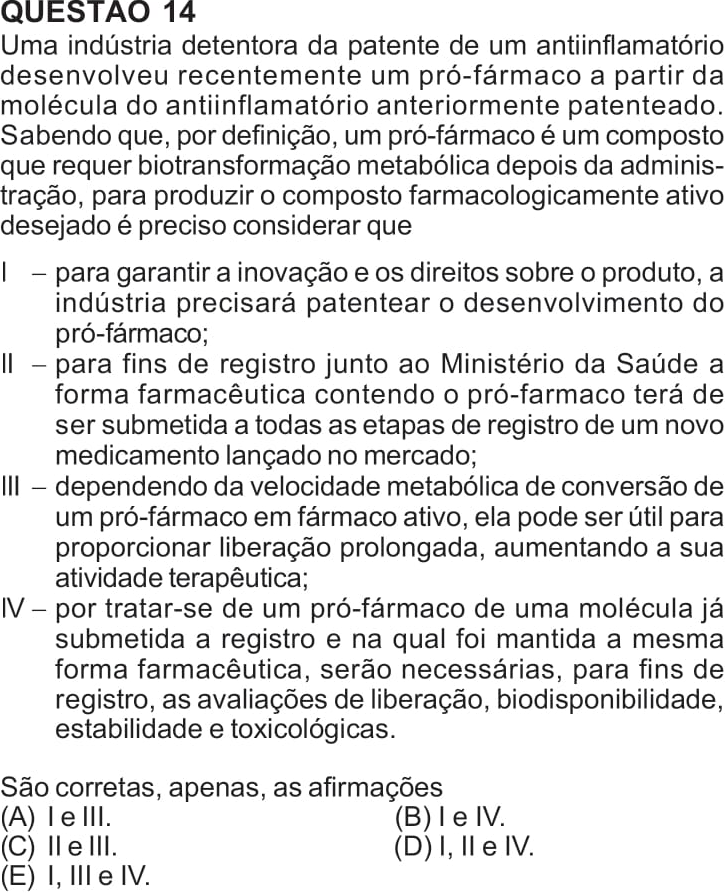 QUESTÃO 14
Uma indústria detentora da patente de um antiinflamatório
desenvolveu recentemente um pró-fármaco a partir da
molécula do antiinflamatório anteriormente patenteado.
Sabendo que, por definição, um pró-fármaco é um composto
que requer biotransformação metabólica depois da adminis-
tração, para produzir o composto farmacologicamente ativo
desejado é preciso considerar que
I – para garantir a inovação e os direitos sobre o produto, a
indústria precisará patentear o desenvolvimento do
pró-fármaco;
II – para fins de registro junto ao Ministério da Saúde a
forma farmacêutica contendo o pró-farmaco terá de
ser submetida a todas as etapas de registro de um novo
medicamento lançado no mercado;
III – dependendo da velocidade metabólica de conversão de
um pró-fármaco em fármaco ativo, ela pode ser útil para
proporcionar liberação prolongada, aumentando a sua
atividade terapêutica;
IV – por tratar-se de um pró-fármaco de uma molécula já
submetida a registro e na qual foi mantida a mesma
forma farmacêutica, serão necessárias, para fins de
registro, as avaliações de liberação, biodisponibilidade,
estabilidade e toxicológicas.
São corretas, apenas, as afirmações
(A) I e III. (B) I e IV.
(C) II e III. (D) I, II e IV.
(E) I, III e IV.